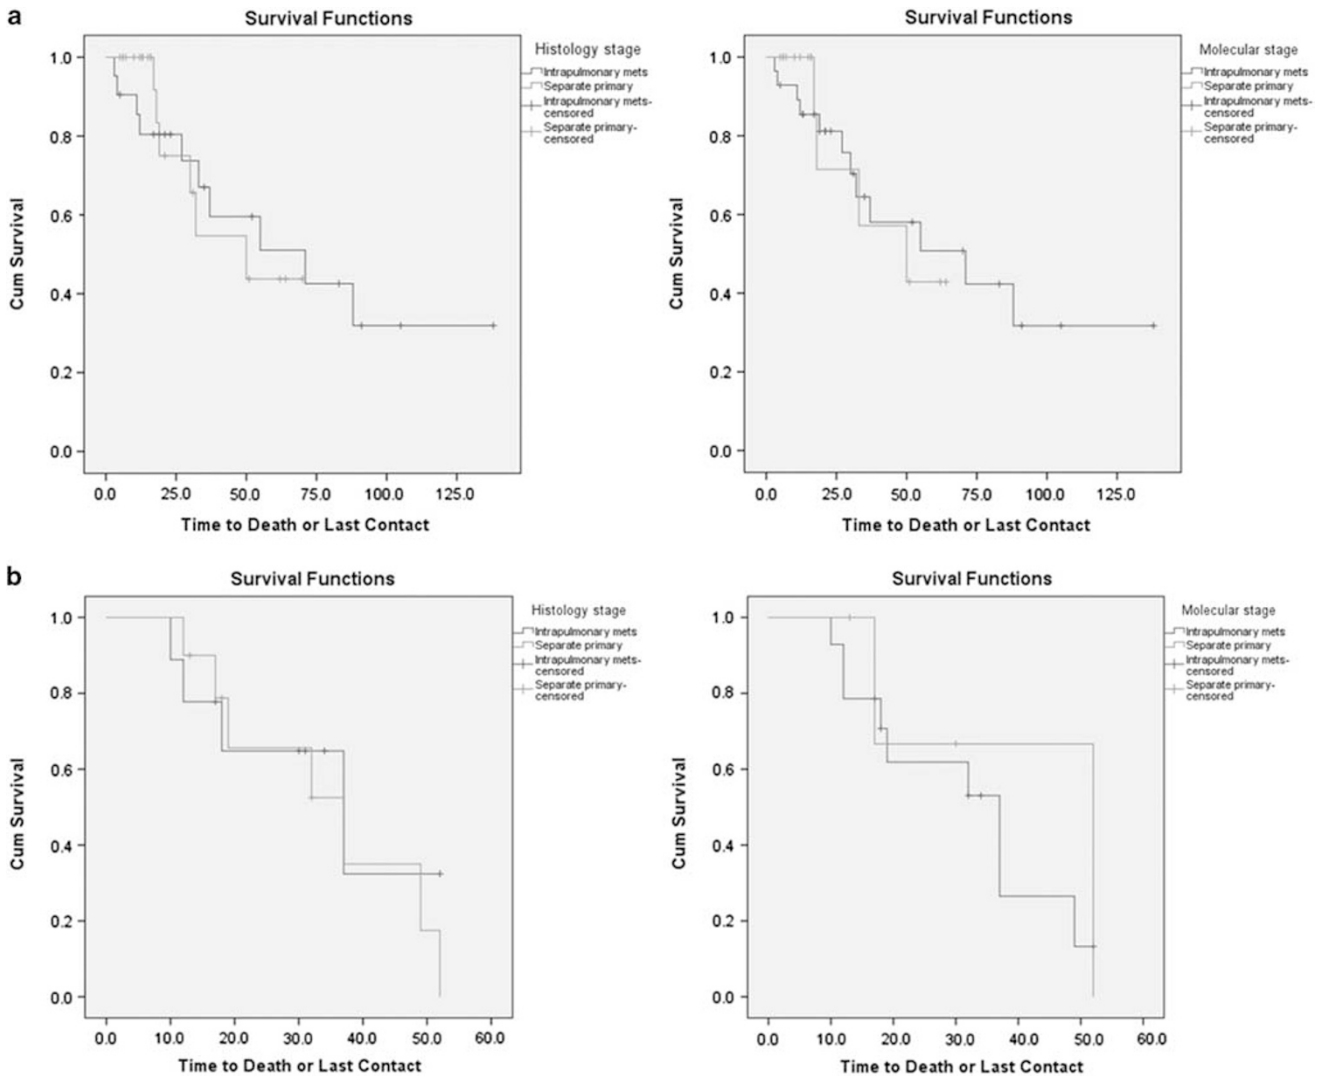 a
Survival Functions
Histology stage
Intrapulmonary mets
Separate primary
Intrapulmonary mets-
censored
Separate primary-
censored
Cum Survival
1.0
0.8
0.6
0.4
0.2
0.0
0.0 25.0 50.0 75.0 100.0 125.0
Time to Death or Last Contact
Survival Functions
Molecular stage
Intrapulmonary mets
Separate primary
Intrapulmonary mets-
censored
Separate primary-
censored
Cum Survival
1.0
0.8
0.6
0.4
0.2
0.0
0.0 25.0 50.0 75.0 100.0 125.0
Time to Death or Last Contact
b
Survival Functions
Histology stage
Intrapulmonary mets
Separate primary
Intrapulmonary mets-
censored
Separate primary-
censored
Cum Survival
1.0
0.8
0.6
0.4
0.2
0.0
0.0 10.0 20.0 30.0 40.0 50.0 60.0
Time to Death or Last Contact
Survival Functions
Molecular stage
Intrapulmonary mets
Separate primary
Intrapulmonary mets-
censored
Separate primary-
censored
Cum Survival
1.0
0.8
0.6
0.4
0.2
0.0
0.0 10.0 20.0 30.0 40.0 50.0 60.0
Time to Death or Last Contact